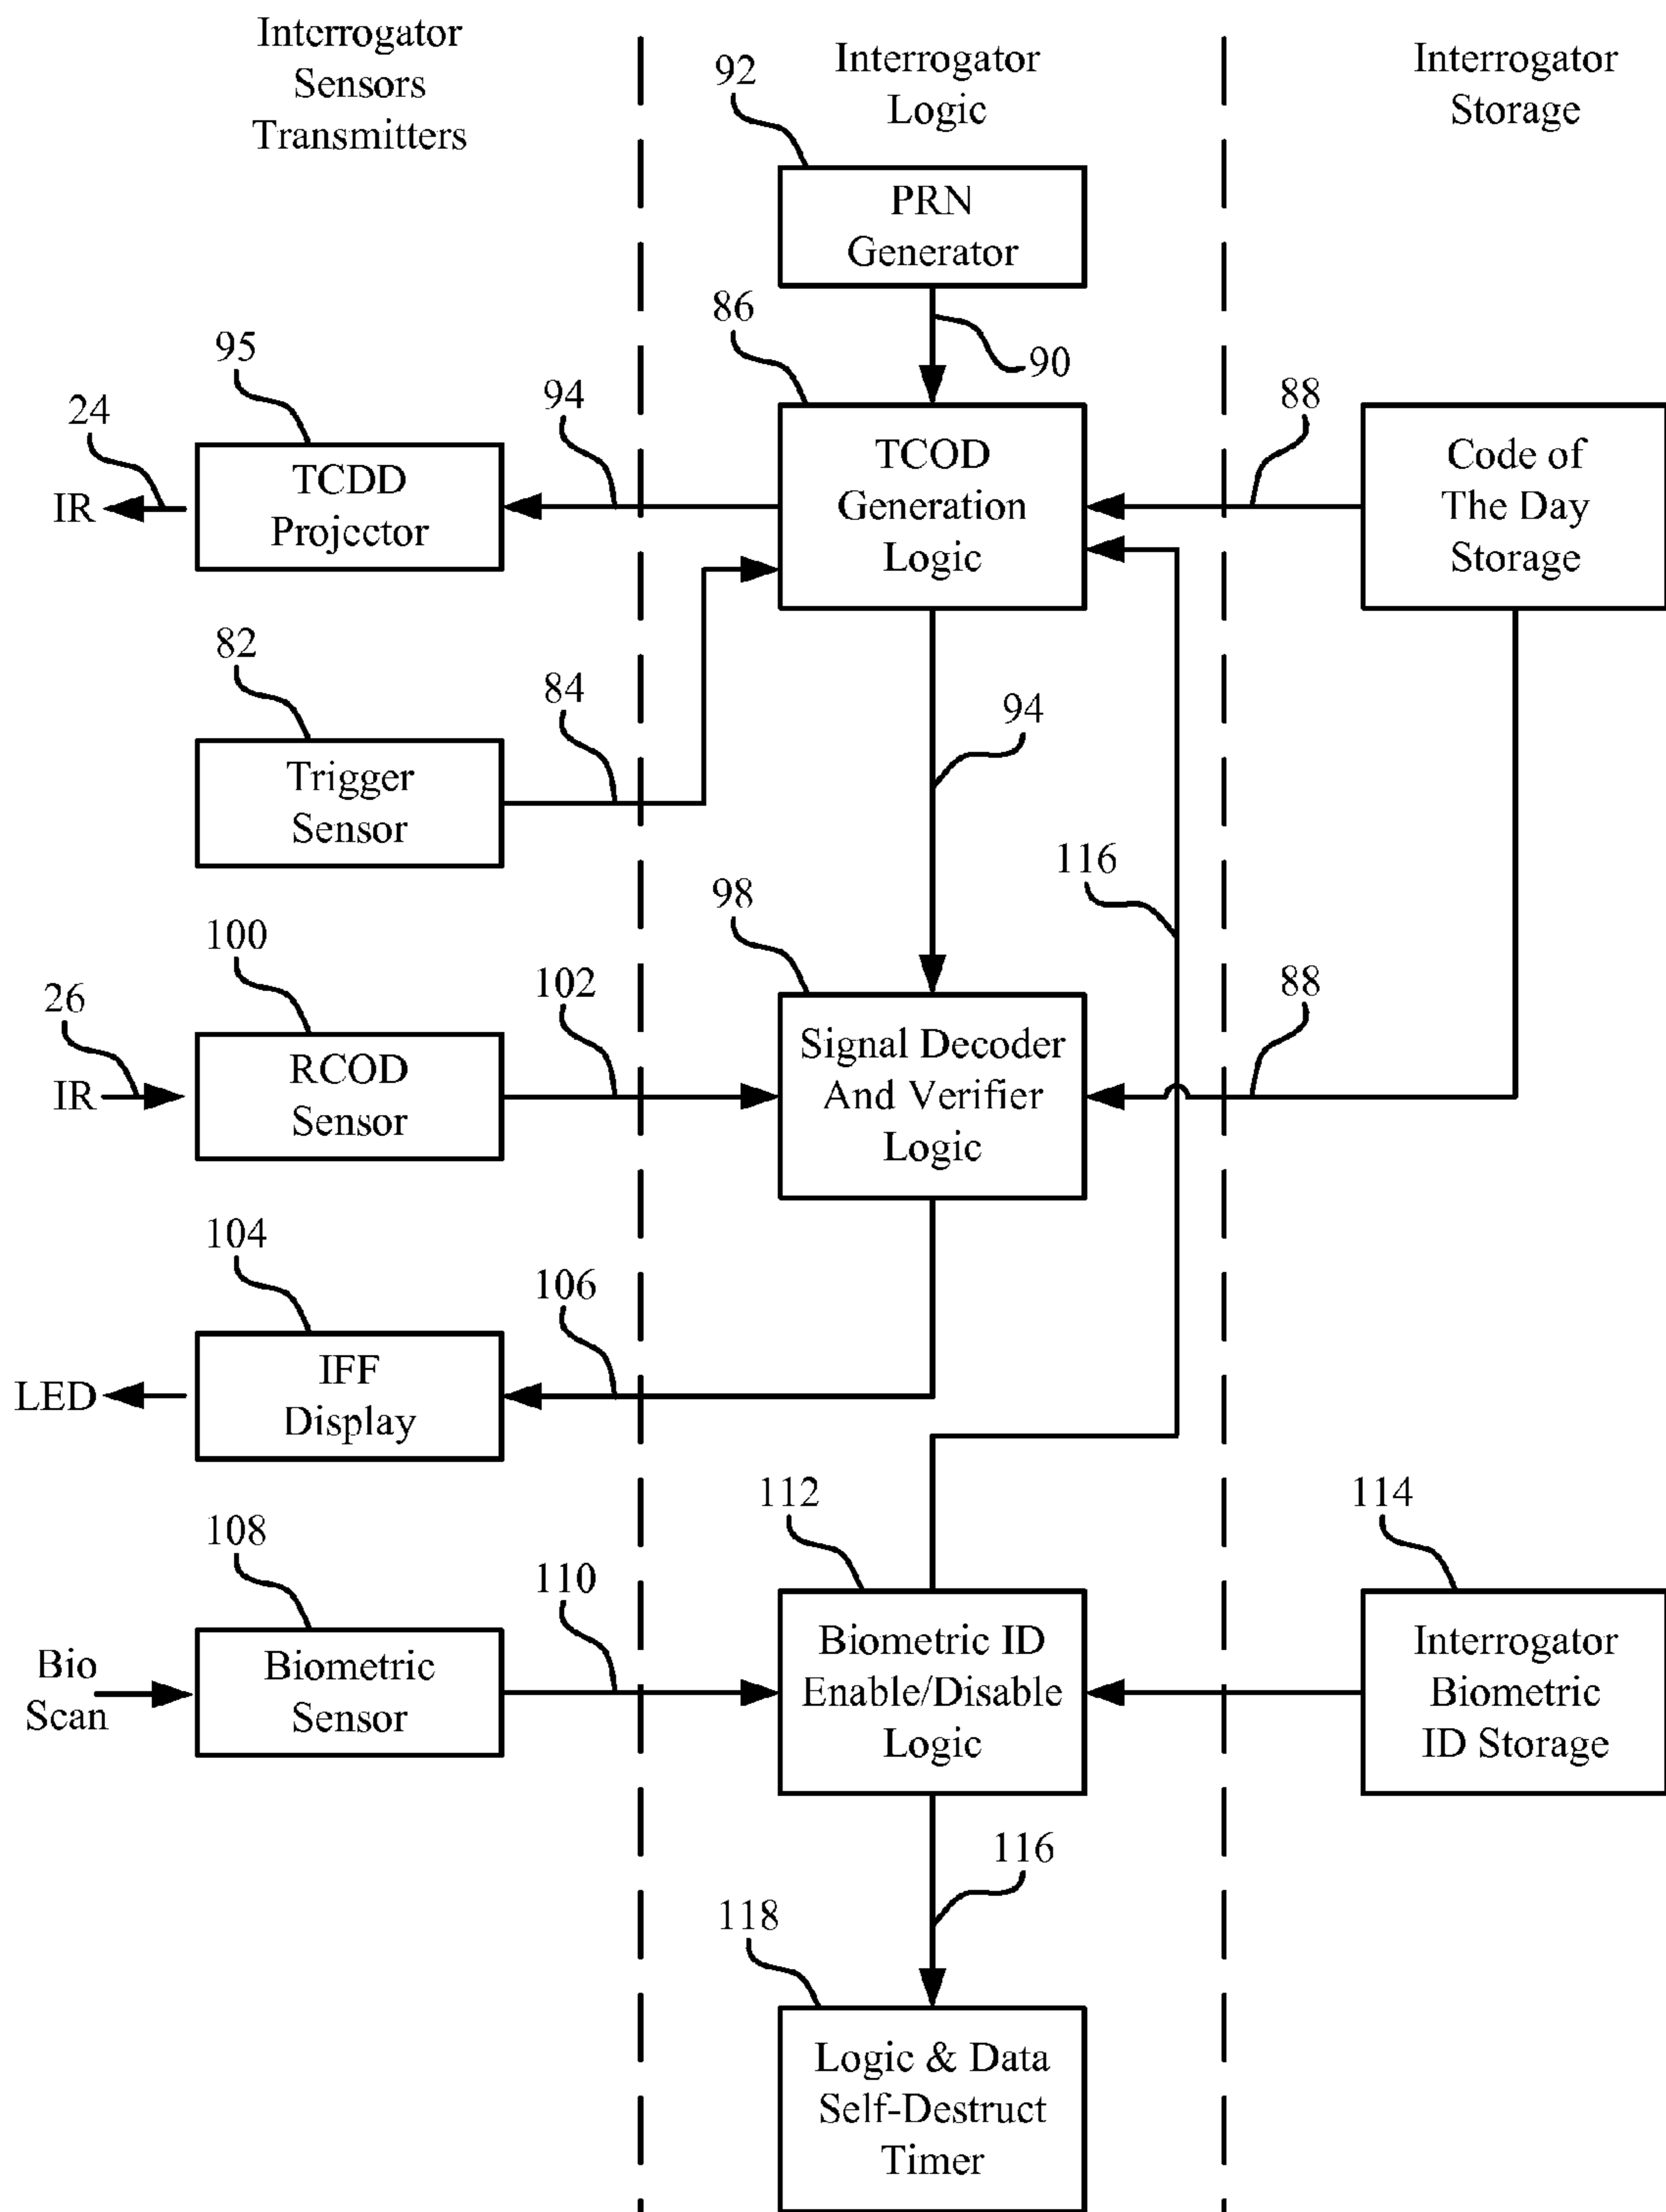 Interrogator
Sensors
Transmitters
Interrogator
Logic
Interrogator
Storage
92
PRN
Generator
90
86
95
94
88
24
IR
TCDD
Projector
TCOD
Generation
Logic
Code of
The Day
Storage
82
84
94
Trigger
Sensor
116
98
100
102
88
26
IR
RCOD
Sensor
Signal Decoder
And Verifier
Logic
104
106
LED
IFF
Display
112
114
108
110
Bio
Scan
Biometric
Sensor
Biometric ID
Enable/Disable
Logic
Interrogator
Biometric
ID Storage
116
118
Logic & Data
Self-Destruct
Timer